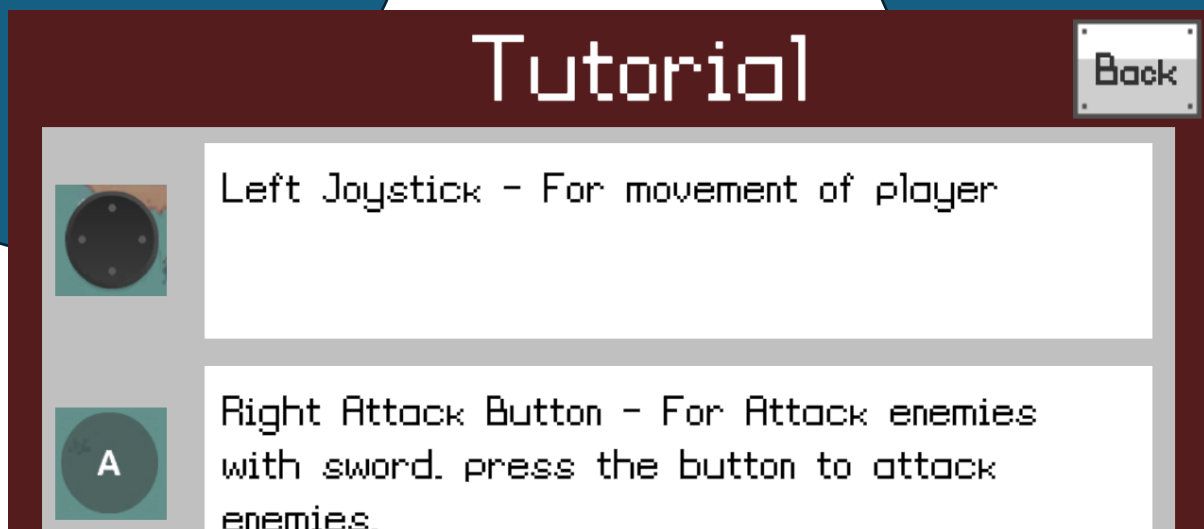 Tutorial
Back
Left Joystick - For movement of player
Right Attack Button - For Attack enemies
A
with sword. press the button to attack
enemies.